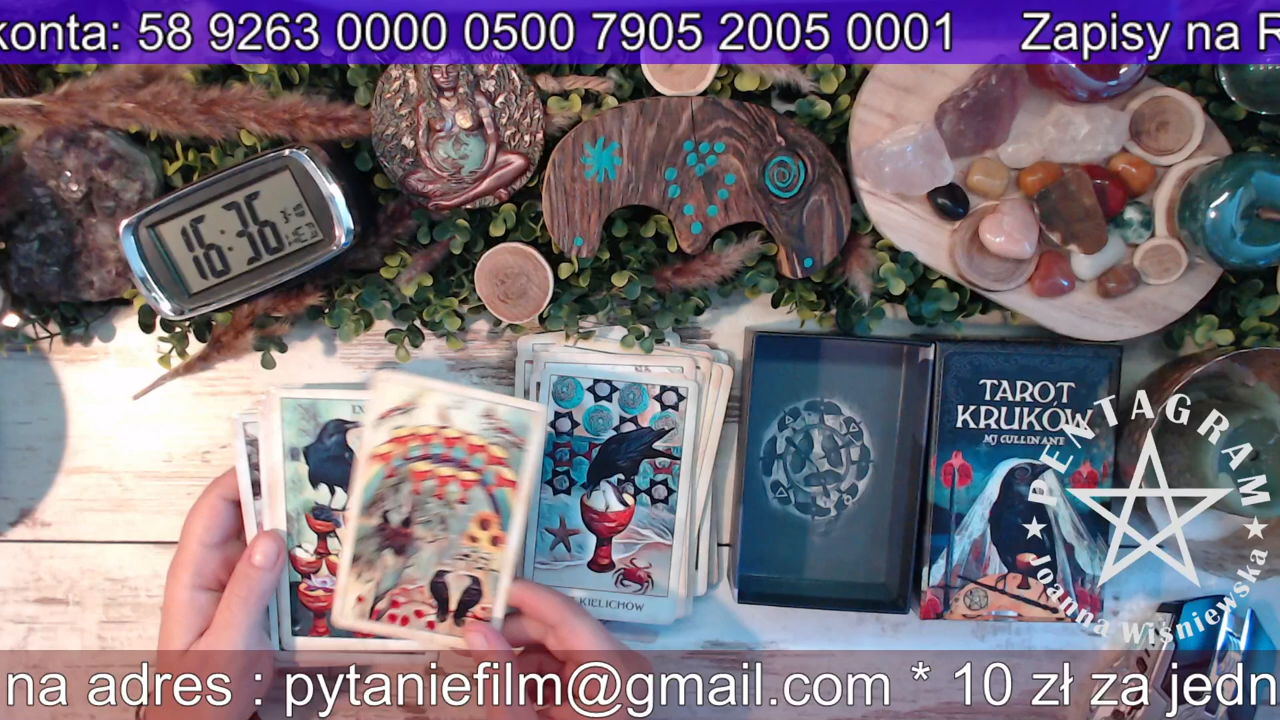 konta: 58 9263 0000 0500 7905 2005 0001 Zapisy na R
16:36
WED
TAROT
KRUKÓW
MJ CULLINANE
PENTAGRAM
Joanna Wiśniewska
KIELICHÓW
na adres : pytaniefilm@gmail.com * 10 zł za jedn